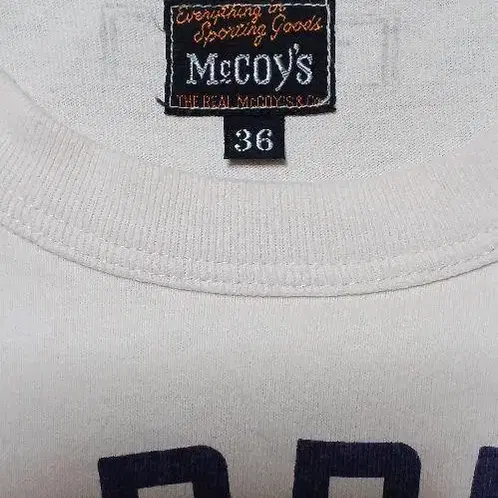 Everything in
Sporting Goods
McCOY'S
THE REAL McCOY'S & Co.
36